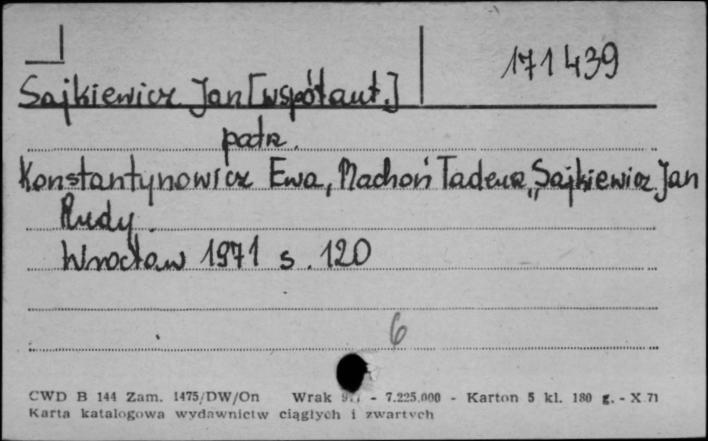 171439
Sajkiewicz Jan [współaut.]
patrz.
Konstantynowicz Ewa, Machoń Tadeusz, Sajkiewicz Jan
Rudy.
Wrocław 1971 s. 120
6
CWD B 144 Zam. 1475/DW/On Wrak - 7.225.000 - Karton 5 kl. 180 g. - X.71
Karta katalogowa wydawnictw ciągłych i zwartych